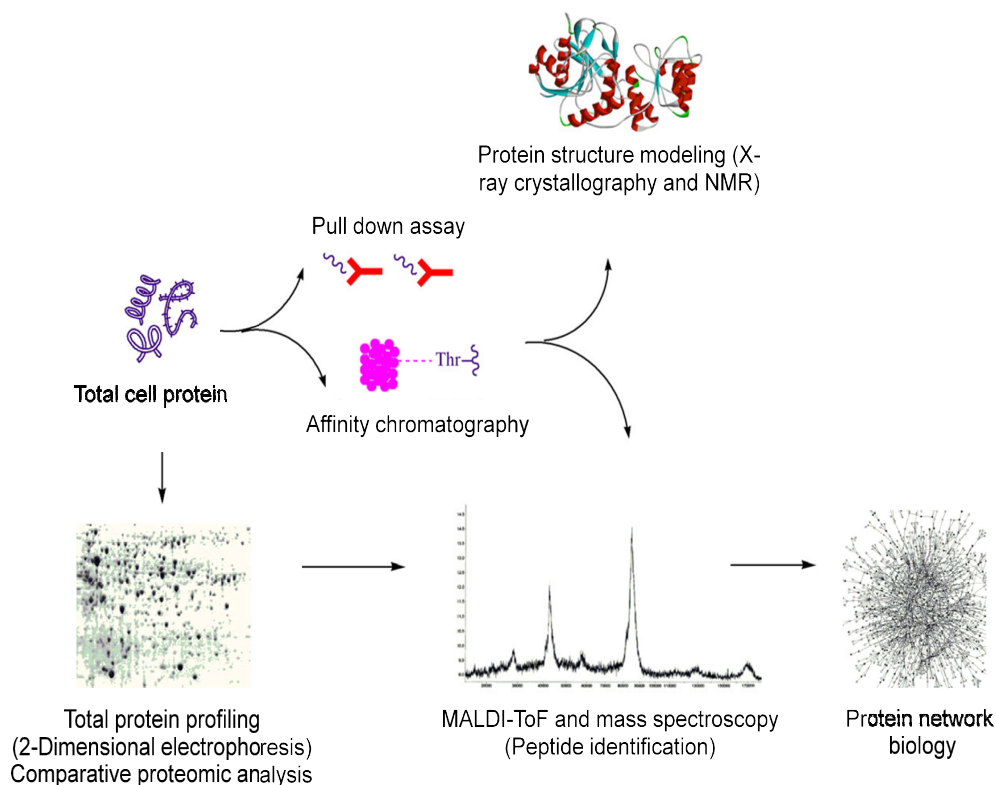 Protein structure modeling (X-
ray crystallography and NMR)
Pull down assay
Thr
Total cell protein
Affinity chromatography
Total protein profiling
(2-Dimensional electrophoresis)
Comparative proteomic analysis
MALDI-ToF and mass spectroscopy
(Peptide identification)
Protein network
biology